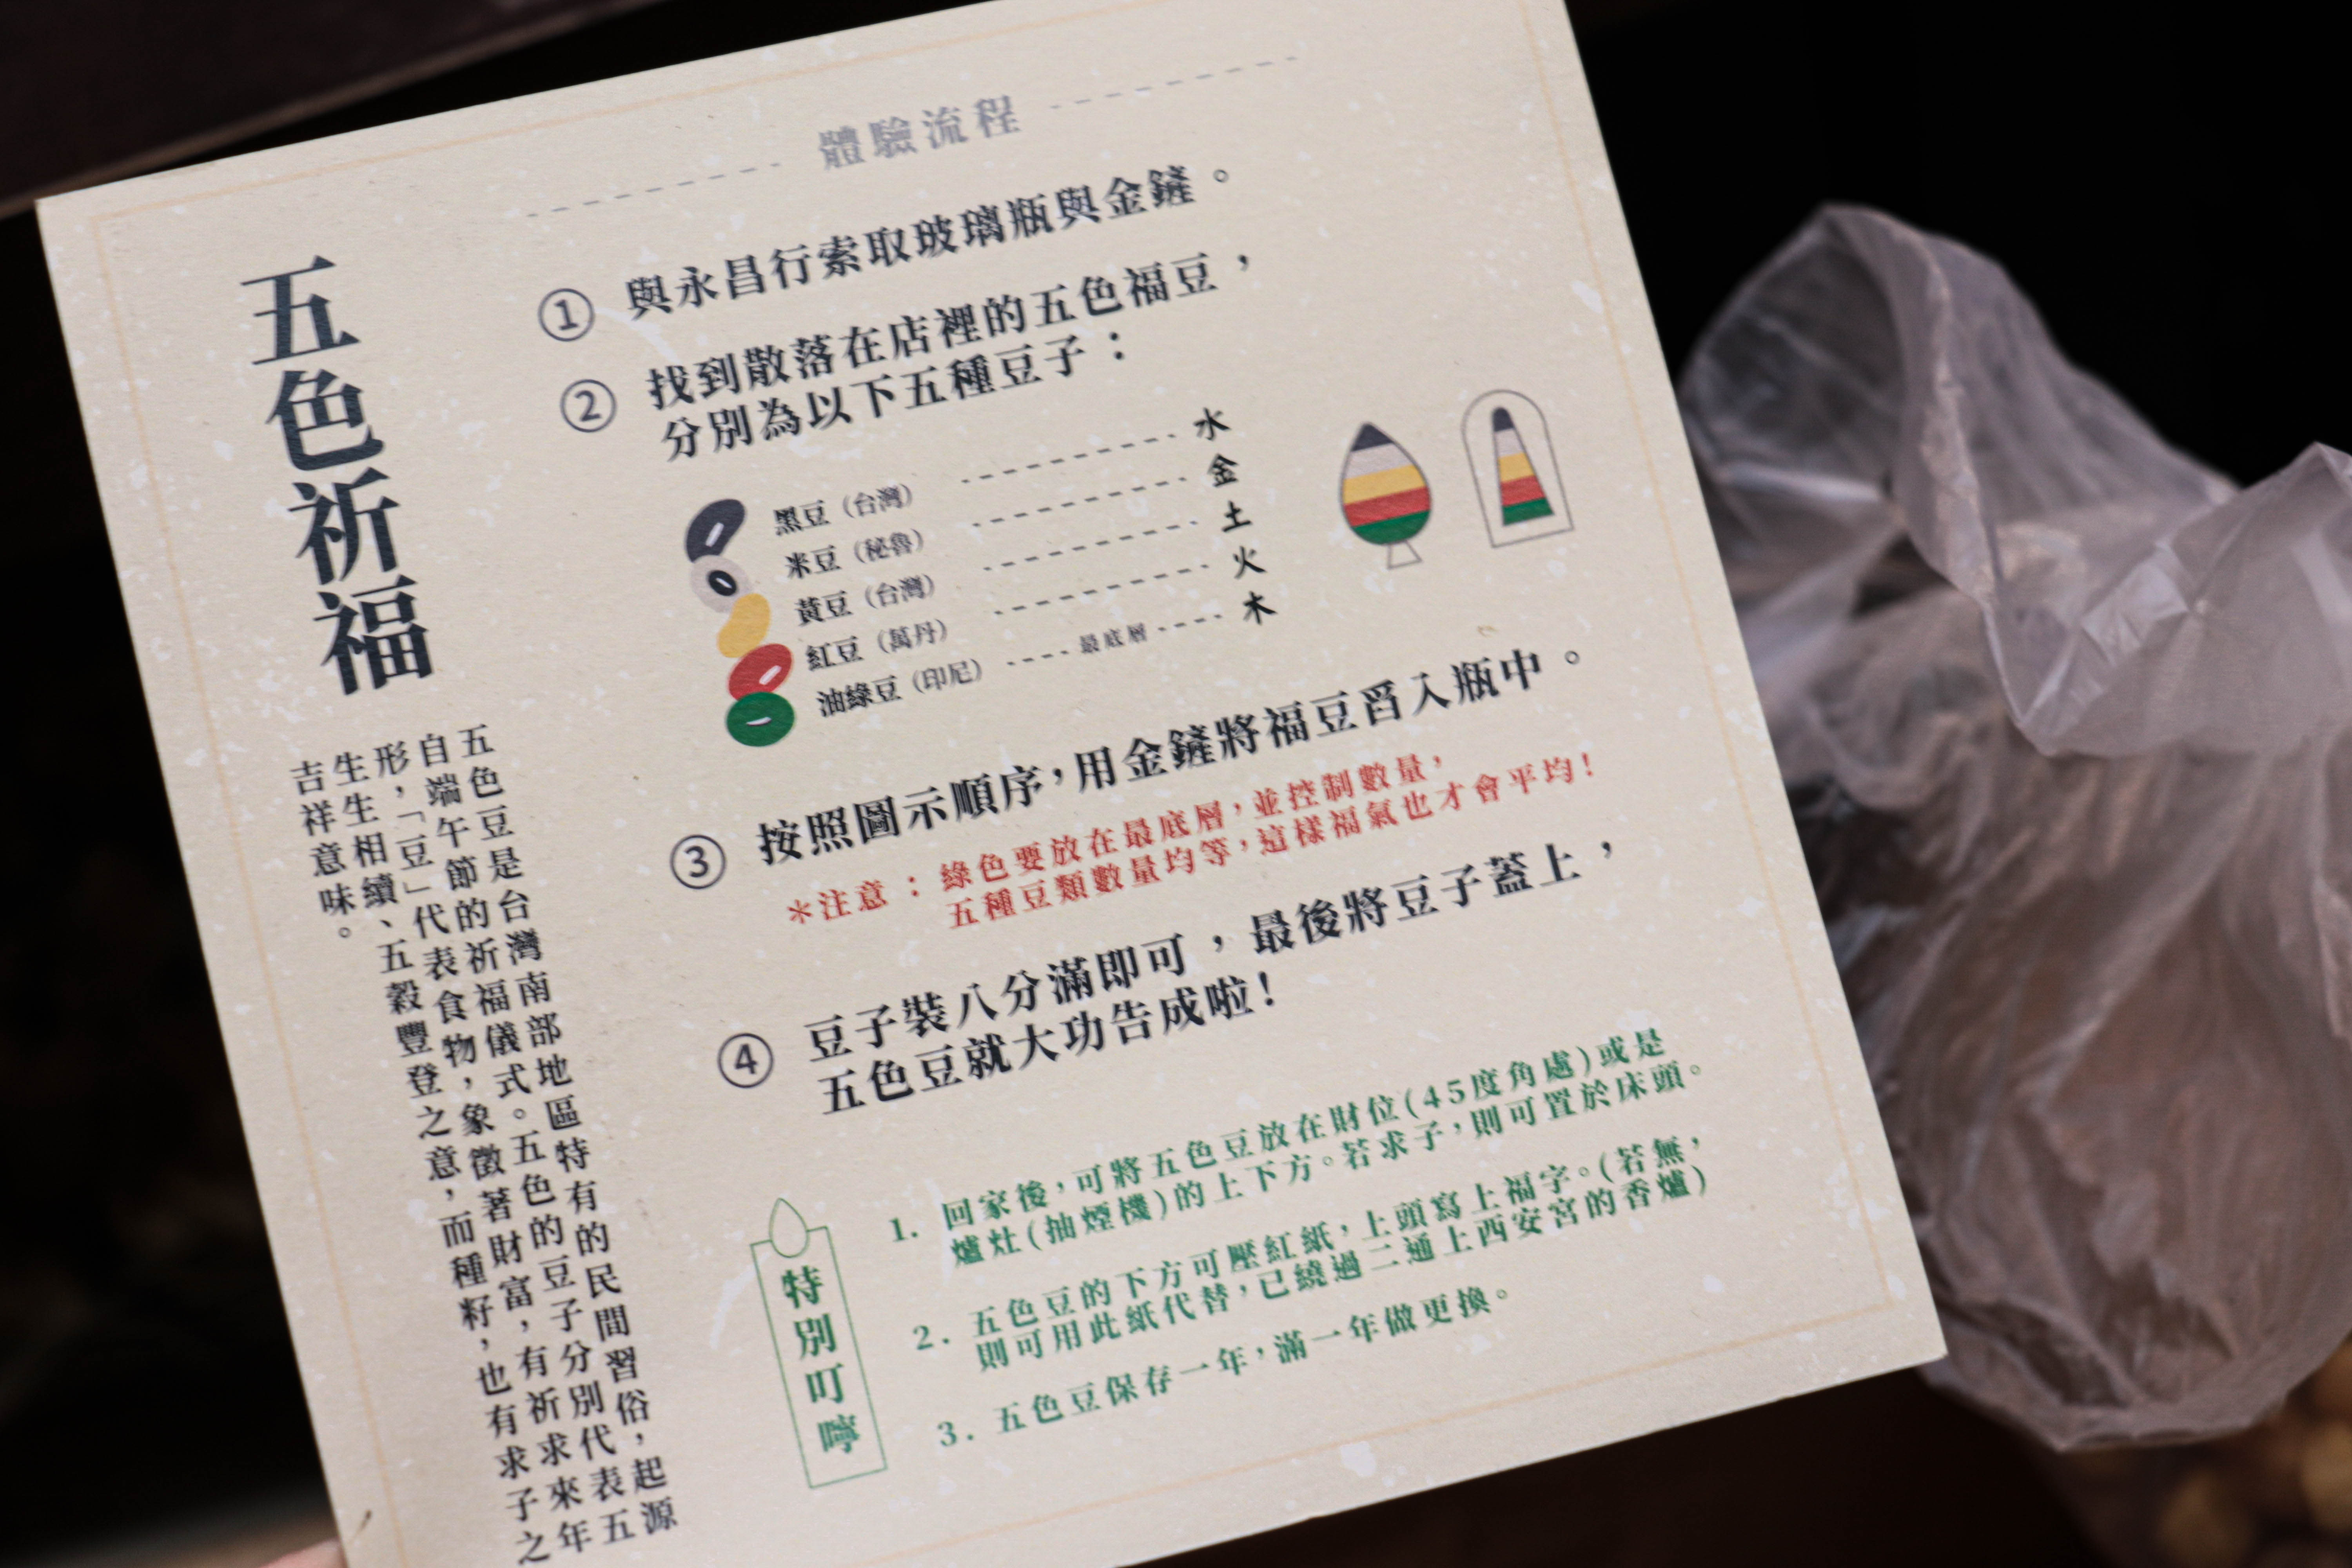 五色祈福
五色豆是台灣南部地區特有的民間習俗，起源
自端午節的祈福儀式。五色的豆子分別代表五
形，「豆」代表食物，象徵著財富，有祈求來年
生生相續、五穀豐登之意，而種籽，也有求子之
吉祥意味。
體驗流程
① 與永昌行索取玻璃瓶與金鏟。
② 找到散落在店裡的五色福豆，
分別為以下五種豆子：
黑豆（台灣） 水
米豆（秘魯） 金
黃豆（台灣） 土
紅豆（萬丹） 火
油綠豆（印尼） 最底層 木
③ 按照圖示順序，用金鏟將福豆舀入瓶中。
＊注意：綠色要放在最底層，並控制數量，
五種豆類數量均等，這樣福氣也才會平均！
④ 豆子裝八分滿即可，最後將豆子蓋上，
五色豆就大功告成啦！
特別叮嚀
1. 回家後，可將五色豆放在財位(45度角處)或是
爐灶(抽煙機)的上下方。若求子，則可置於床頭。
2. 五色豆的下方可壓紅紙，上頭寫上福字。(若無，
則可用此紙代替，已繞過二通上西安宮的香爐)
3. 五色豆保存一年，滿一年做更換。